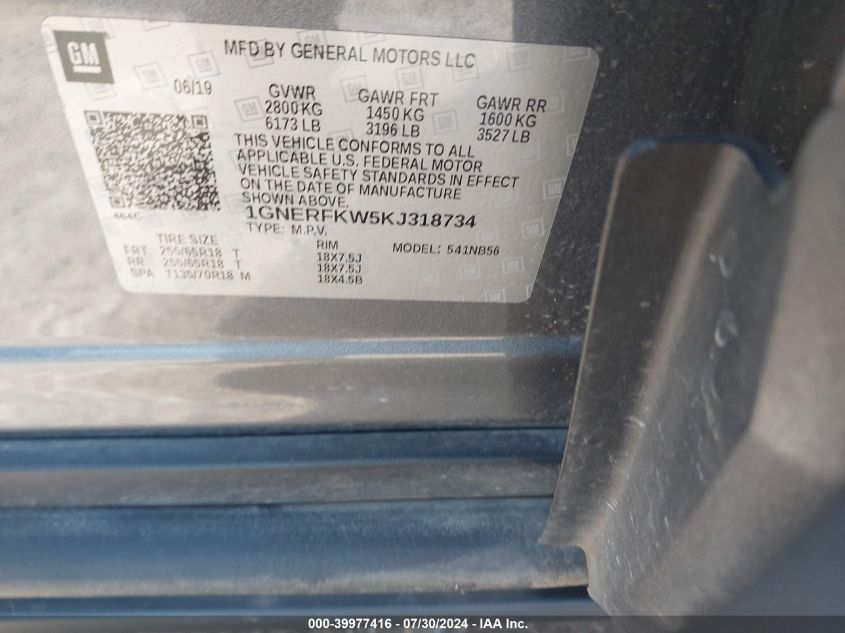 GM
MFD BY GENERAL MOTORS LLC
06/19
GVWR
2800 KG
6173 LB
GAWR FRT
1450 KG
3196 LB
GAWR RR
1600 KG
3527 LB
THIS VEHICLE CONFORMS TO ALL
APPLICABLE U.S. FEDERAL MOTOR
VEHICLE SAFETY STANDARDS IN EFFECT
ON THE DATE OF MANUFACTURE
SHOWN ABOVE.
464C
1GNERFKW5KJ318734
TYPE: M.P.V. MODEL: 541NB56
TIRE SIZE RIM
FRT 255/65R18 T 18X7.5J
RR 255/65R18 T 18X7.5J
SPA T135/70R18 M 18X4.5B
000-39977416 - 07/30/2024 - IAA Inc.